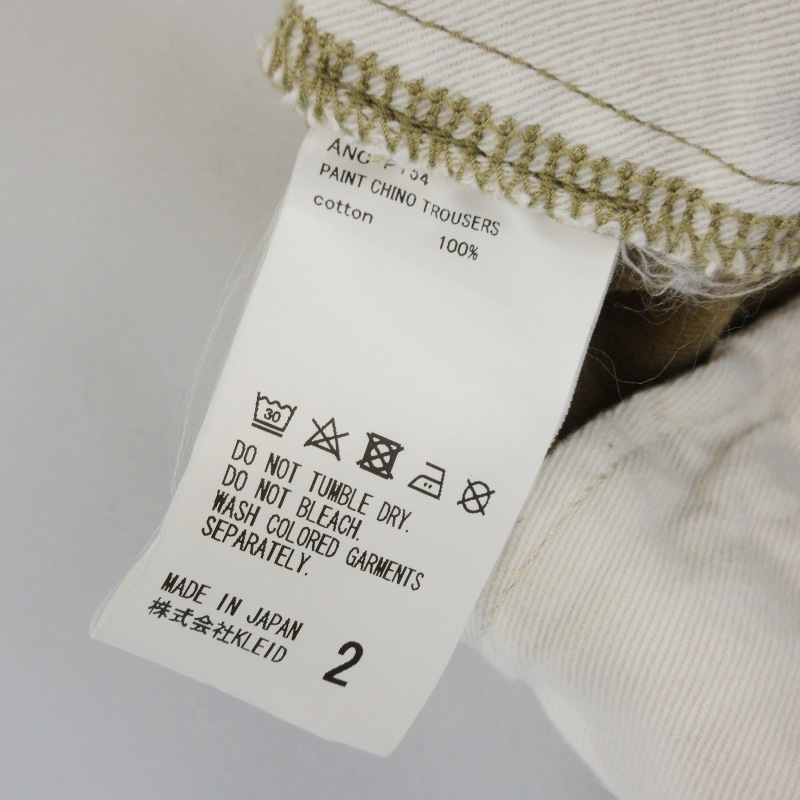 PAINT CHINO TROUSERS
cotton 100%
30
DO NOT TUMBLE DRY.
DO NOT BLEACH.
WASH COLORED GARMENTS
SEPARATELY.
MADE IN JAPAN
株式会社KLEID
2